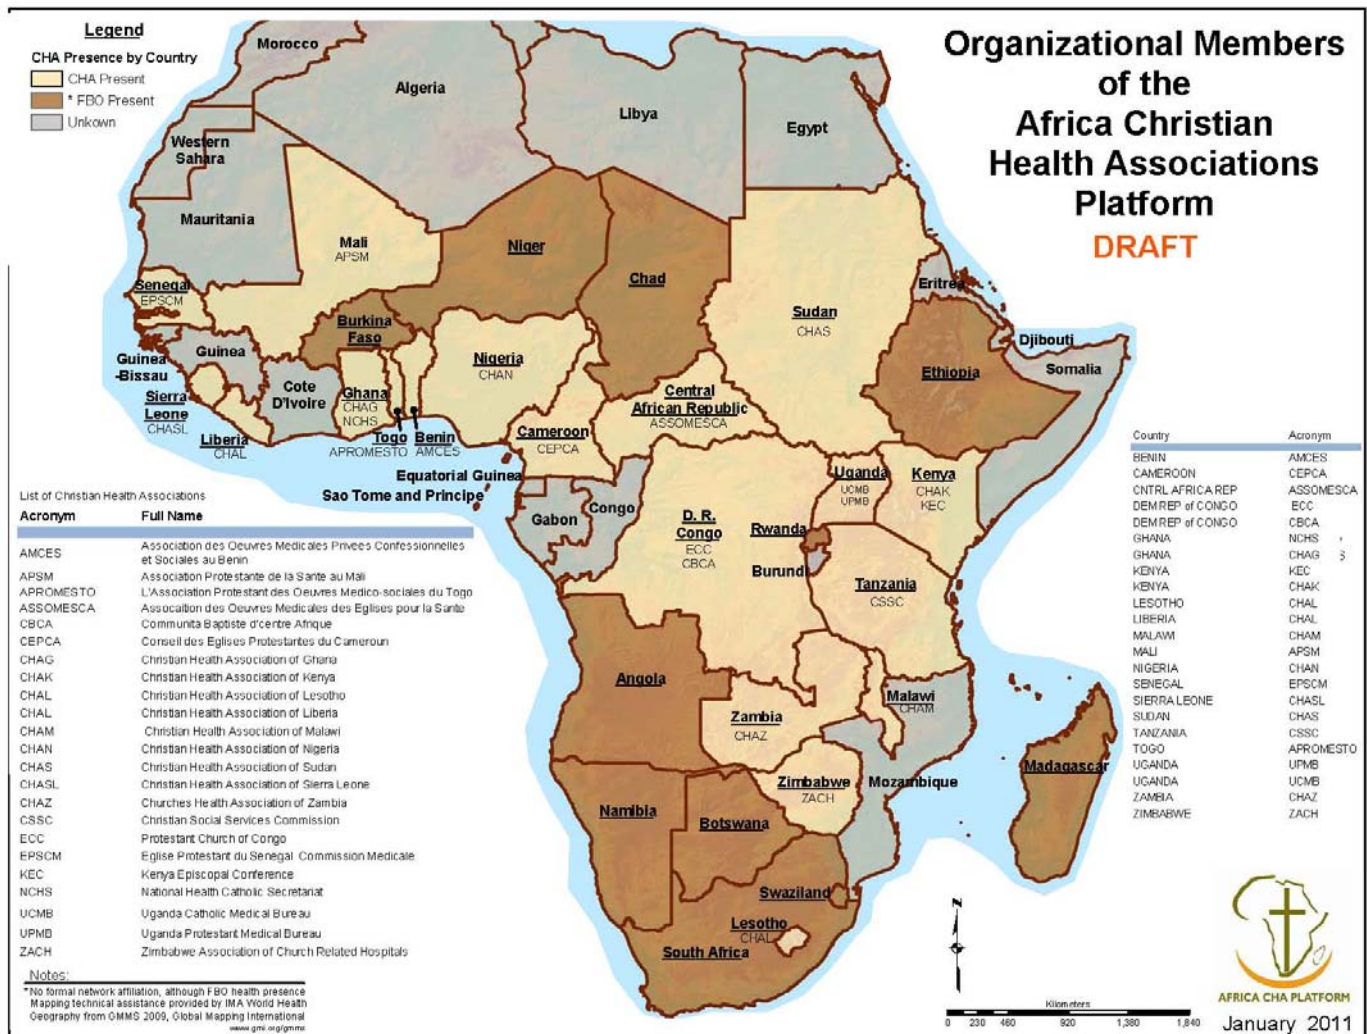 Legend
CHA Presence by Country
CHA Present
* FBO Present
Unkown
Organizational Members
of the
Africa Christian
Health Associations
Platform
DRAFT
Morocco
Algeria
Libya
Egypt
Western
Sahara
Mauritania
Mali
APSM
Niger
Chad
Sudan
CHAS
Eritrea
Senegal
EPSCM
Burkina
Faso
Guinea
Guinea
-Bissau
Sierra
Leone
CHASL
Liberia
CHAL
Cote
D'Ivoire
Ghana
CHAG
NCHS
Togo
APROMESTO
Benin
AMCES
Nigeria
CHAN
Cameroon
CEPCA
Central
African Republic
ASSOMESCA
Ethiopia
Djibouti
Somalia
Equatorial Guinea
Sao Tome and Principe
Gabon
Congo
D. R.
Congo
ECC
CBCA
Uganda
UCMB
UPMB
Kenya
CHAK
KEC
Rwanda
Burundi
Tanzania
CSSC
Angola
Zambia
CHAZ
Malawi
CHAM
Mozambique
Zimbabwe
ZACH
Madagascar
Namibia
Botswana
Swaziland
Lesotho
CHAL
South Africa
List of Christian Health Associations
Acronym Full Name
AMCES Association des Oeuvres Medicales Privees Confessionnelles
et Sociales au Benin
APSM Association Protestante de la Sante au Mali
APROMESTO L'Association Protestant des Oeuvres Medico-sociales du Togo
ASSOMESCA Assocaition des Oeuvres Medicales des Eglises pour la Sante
CBCA Communita Baptiste d'centre Afrique
CEPCA Conseil des Eglises Protestantes du Cameroun
CHAG Christian Health Association of Ghana
CHAK Christian Health Association of Kenya
CHAL Christian Health Association of Lesotho
CHAL Christian Health Association of Liberia
CHAM Christian Health Association of Malawi
CHAN Christian Health Association of Nigeria
CHAS Christian Health Association of Sudan
CHASL Christian Health Association of Sierra Leone
CHAZ Churches Health Association of Zambia
CSSC Christian Social Services Commission
ECC Protestant Church of Congo
EPSCM Eglise Protestant du Senegal Commission Medicale
KEC Kenya Episcopal Conference
NCHS National Health Catholic Secretariat
UCMB Uganda Catholic Medical Bureau
UPMB Uganda Protestant Medical Bureau
ZACH Zimbabwe Association of Church Related Hospitals
Notes:
*No formal network affiliation, although FBO health presence
Mapping technical assistance provided by IMA World Health
Geography from GMMS 2009, Global Mapping International
www.gmi.org/gmms
Country Acronym
BENIN AMCES
CAMEROON CEPCA
CNTRL AFRICA REP ASSOMESCA
DEM REP of CONGO ECC
DEM REP of CONGO CBCA
GHANA NCHS
GHANA CHAG S
KENYA KEC
KENYA CHAK
LESOTHO CHAL
LIBERIA CHAL
MALAWI CHAM
MALI APSM
NIGERIA CHAN
SENEGAL EPSCM
SIERRA LEONE CHASL
SUDAN CHAS
TANZANIA CSSC
TOGO APROMESTO
UGANDA UPMB
UGANDA UCMB
ZAMBIA CHAZ
ZIMBABWE ZACH
N
Kilometers
0 230 460 920 1,380 1,840
AFRICA CHA PLATFORM
January 2011